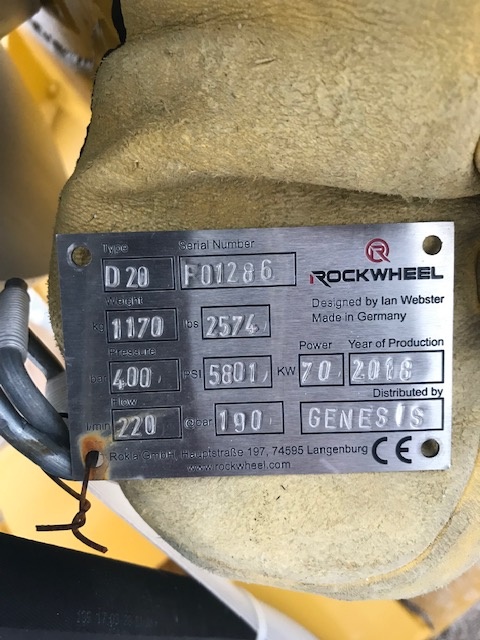 Type Serial Number
D20 F01286
ROCKWHEEL
Weight
kg 1170 lbs 2574
Designed by Ian Webster
Made in Germany
Pressure Power Year of Production
bar 400 PSI 5801 KW 70 2016
Flow Distributed by
l/min 220 @bar 190 GENESIS
Rokla GmbH, Hauptstraße 197, 74595 Langenburg CE
www.rockwheel.com